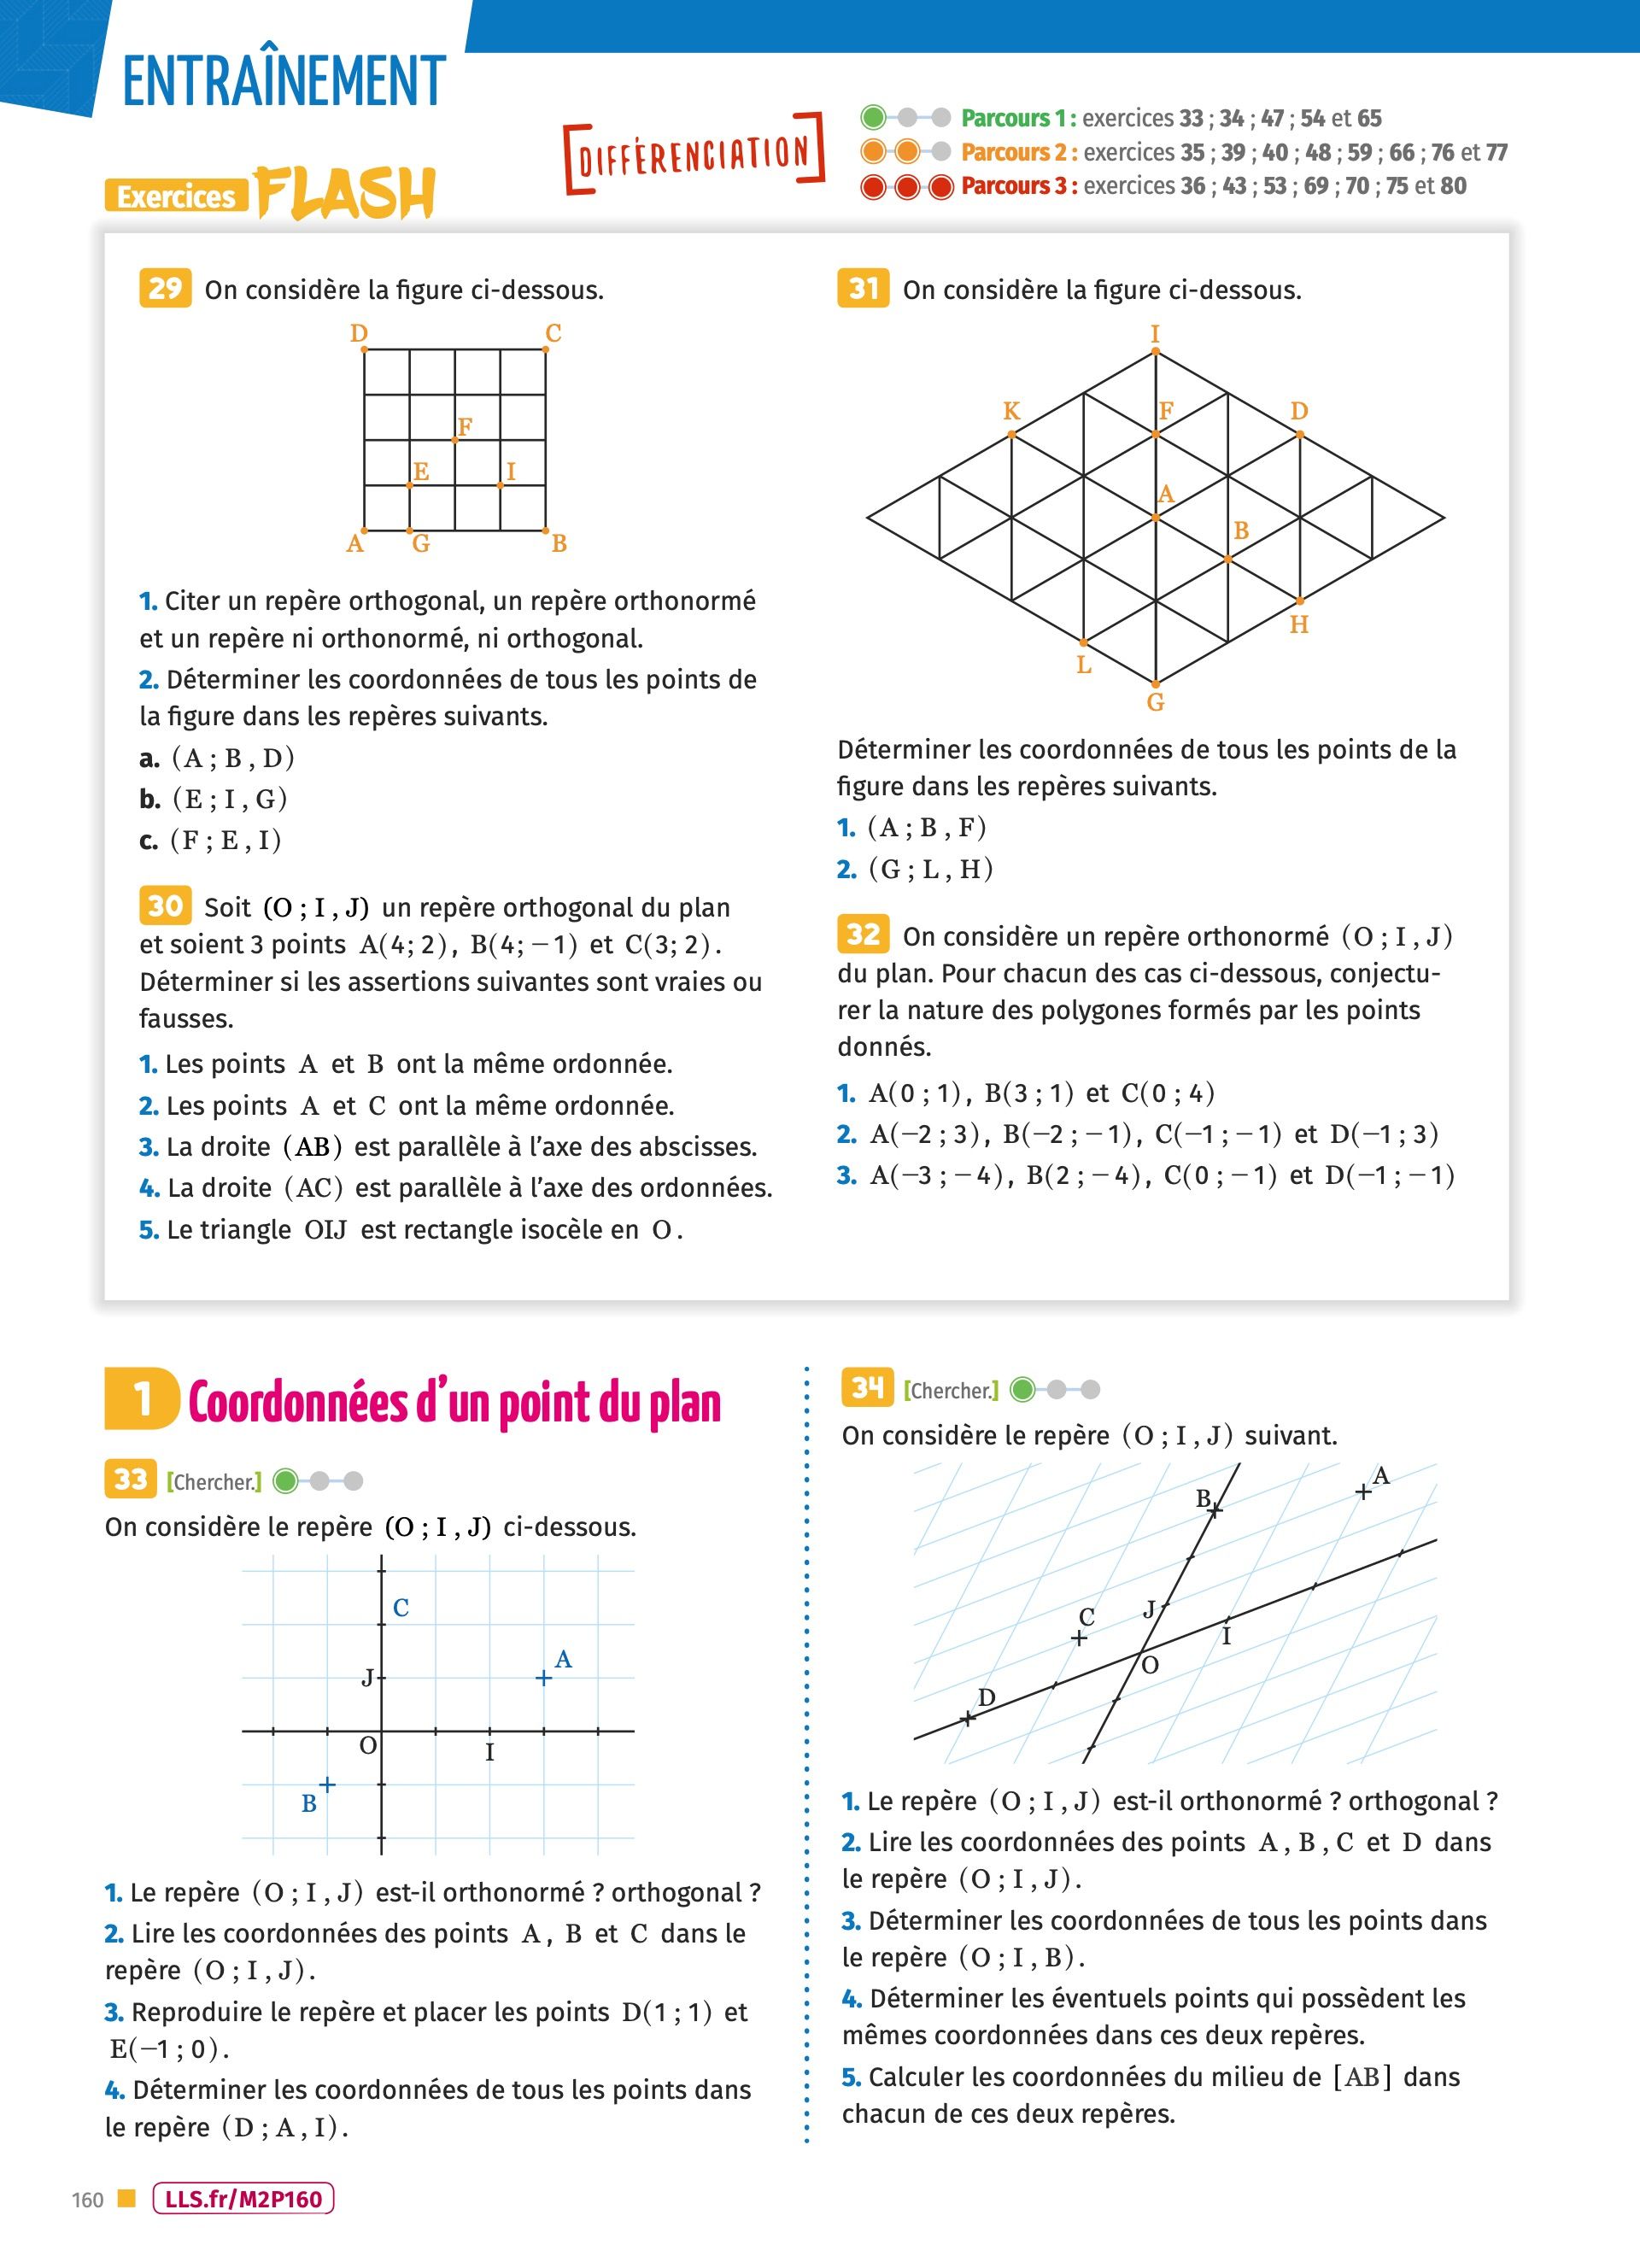 ENTRAÎNEMENT
DIFFÉRENCIATION
Parcours 1 : exercices 33 ; 34 ; 47 ; 54 et 65
Parcours 2 : exercices 35 ; 39 ; 40 ; 48 ; 59 ; 66 ; 76 et 77
Parcours 3 : exercices 36 ; 43 ; 53 ; 69 ; 70 ; 75 et 80
Exercices FLASH
29 On considère la figure ci-dessous.
D C
F
E I
A G B
1. Citer un repère orthogonal, un repère orthonormé
et un repère ni orthonormé, ni orthogonal.
2. Déterminer les coordonnées de tous les points de
la figure dans les repères suivants.
a. (A ; B , D)
b. (E ; I , G)
c. (F ; E , I)
30 Soit (O ; I , J) un repère orthogonal du plan
et soient 3 points A(4; 2), B(4; −1) et C(3; 2).
Déterminer si les assertions suivantes sont vraies ou
fausses.
1. Les points A et B ont la même ordonnée.
2. Les points A et C ont la même ordonnée.
3. La droite (AB) est parallèle à l’axe des abscisses.
4. La droite (AC) est parallèle à l’axe des ordonnées.
5. Le triangle OIJ est rectangle isocèle en O.
31 On considère la figure ci-dessous.
I
K F D
A
B
H
L
G
Déterminer les coordonnées de tous les points de la
figure dans les repères suivants.
1. (A ; B , F)
2. (G ; L , H)
32 On considère un repère orthonormé (O ; I , J)
du plan. Pour chacun des cas ci-dessous, conjectu-
rer la nature des polygones formés par les points
donnés.
1. A(0 ; 1), B(3 ; 1) et C(0 ; 4)
2. A(−2 ; 3), B(−2 ; −1), C(−1 ; −1) et D(−1 ; 3)
3. A(−3 ; −4), B(2 ; −4), C(0 ; −1) et D(−1 ; −1)
1 Coordonnées d’un point du plan
33 [Chercher.]
On considère le repère (O ; I , J) ci-dessous.
C
A
J
O I
B
1. Le repère (O ; I , J) est-il orthonormé ? orthogonal ?
2. Lire les coordonnées des points A, B et C dans le
repère (O ; I , J).
3. Reproduire le repère et placer les points D(1 ; 1) et
E(−1 ; 0).
4. Déterminer les coordonnées de tous les points dans
le repère (D ; A , I).
34 [Chercher.]
On considère le repère (O ; I , J) suivant.
A
B
C J
I
O
D
1. Le repère (O ; I , J) est-il orthonormé ? orthogonal ?
2. Lire les coordonnées des points A , B , C et D dans
le repère (O ; I , J).
3. Déterminer les coordonnées de tous les points dans
le repère (O ; I , B).
4. Déterminer les éventuels points qui possèdent les
mêmes coordonnées dans ces deux repères.
5. Calculer les coordonnées du milieu de [AB] dans
chacun de ces deux repères.
160 LLS.fr/M2P160